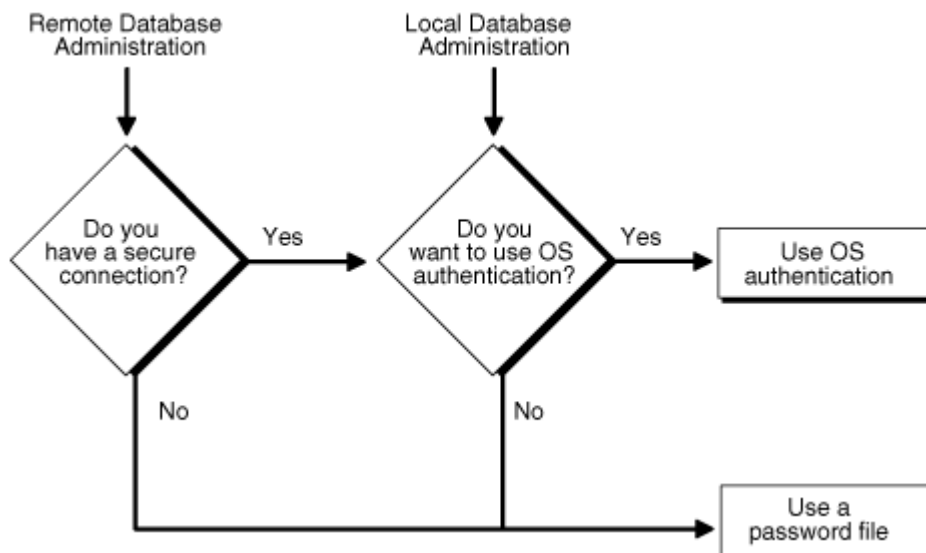 Remote Database
Administration
Local Database
Administration
Do you
have a secure
connection?
Yes
Do you
want to use OS
authentication?
Yes
Use OS
authentication
No
No
Use a
password file